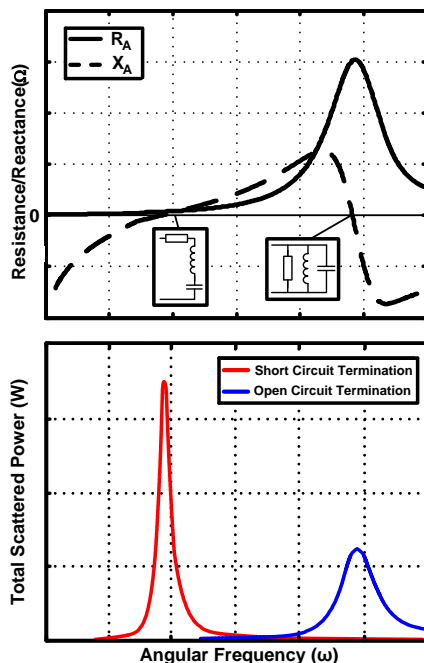 R_A
X_A
Resistance/Reactance(Ω)
0
Short Circuit Termination
Open Circuit Termination
Total Scattered Power (W)
Angular Frequency (ω)